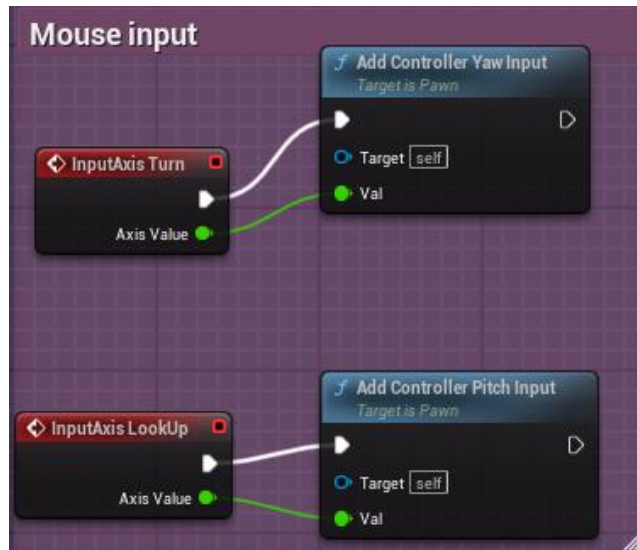 Mouse input
f Add Controller Yaw Input
Target is Pawn
Target self
Val
InputAxis Turn
Axis Value
f Add Controller Pitch Input
Target is Pawn
Target self
Val
InputAxis LookUp
Axis Value